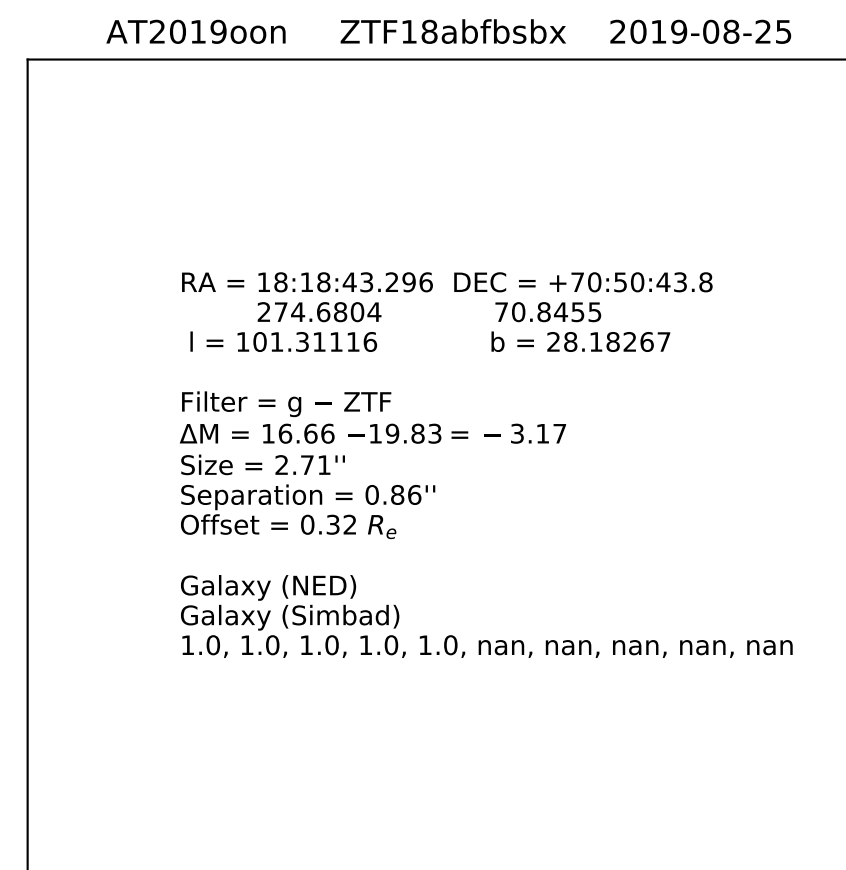 AT2019oon ZTF18abfbsbx 2019-08-25
RA = 18:18:43.296 DEC = +70:50:43.8
274.6804 70.8455
l = 101.31116 b = 28.18267
Filter = g − ZTF
ΔM = 16.66 −19.83 = − 3.17
Size = 2.71''
Separation = 0.86''
Offset = 0.32 Re
Galaxy (NED)
Galaxy (Simbad)
1.0, 1.0, 1.0, 1.0, 1.0, nan, nan, nan, nan, nan